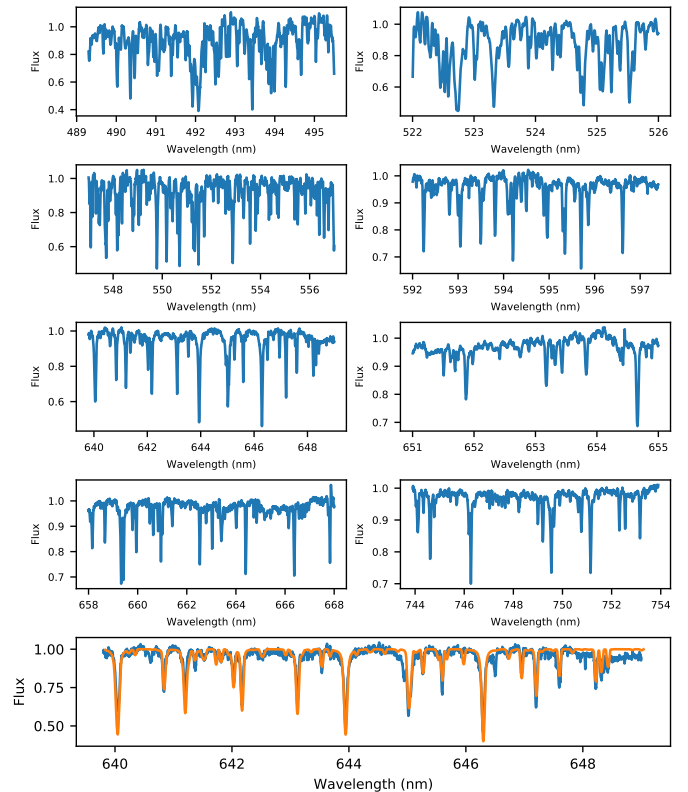 1.0
0.8
0.6
0.4
Flux
489 490 491 492 493 494 495
Wavelength (nm)
1.0
0.8
0.6
Flux
522 523 524 525 526
Wavelength (nm)
1.0
0.8
0.6
Flux
548 550 552 554 556
Wavelength (nm)
1.0
0.9
0.8
0.7
Flux
592 593 594 595 596 597
Wavelength (nm)
1.0
0.8
0.6
Flux
640 642 644 646 648
Wavelength (nm)
1.0
0.9
0.8
0.7
Flux
651 652 653 654 655
Wavelength (nm)
1.0
0.9
0.8
0.7
Flux
658 660 662 664 666 668
Wavelength (nm)
1.0
0.9
0.8
0.7
Flux
744 746 748 750 752 754
Wavelength (nm)
1.00
0.75
0.50
Flux
640 642 644 646 648
Wavelength (nm)